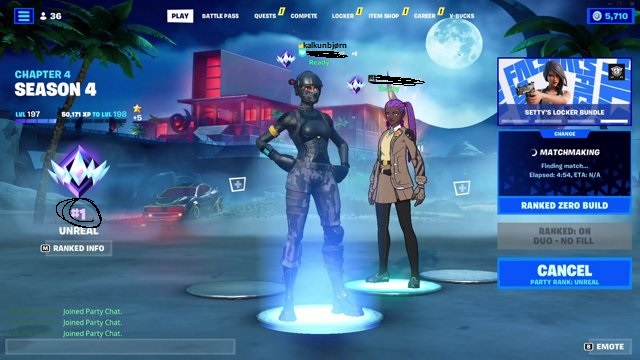 36
PLAY
BATTLE PASS
QUESTS
COMPETE
LOCKER
ITEM SHOP
CAREER
V-BUCKS
5,710
kalkunbjørn
Ready
CHAPTER 4
SEASON 4
LVL 197
50,171 XP TO LVL 198
+5
#1
UNREAL
M RANKED INFO
SETTY'S LOCKER BUNDLE
CHANGE
MATCHMAKING
Finding match...
Elapsed: 4:54, ETA: N/A
RANKED ZERO BUILD
RANKED: ON
DUO - NO FILL
CANCEL
PARTY RANK: UNREAL
Joined Party Chat.
Joined Party Chat.
Joined Party Chat.
B EMOTE